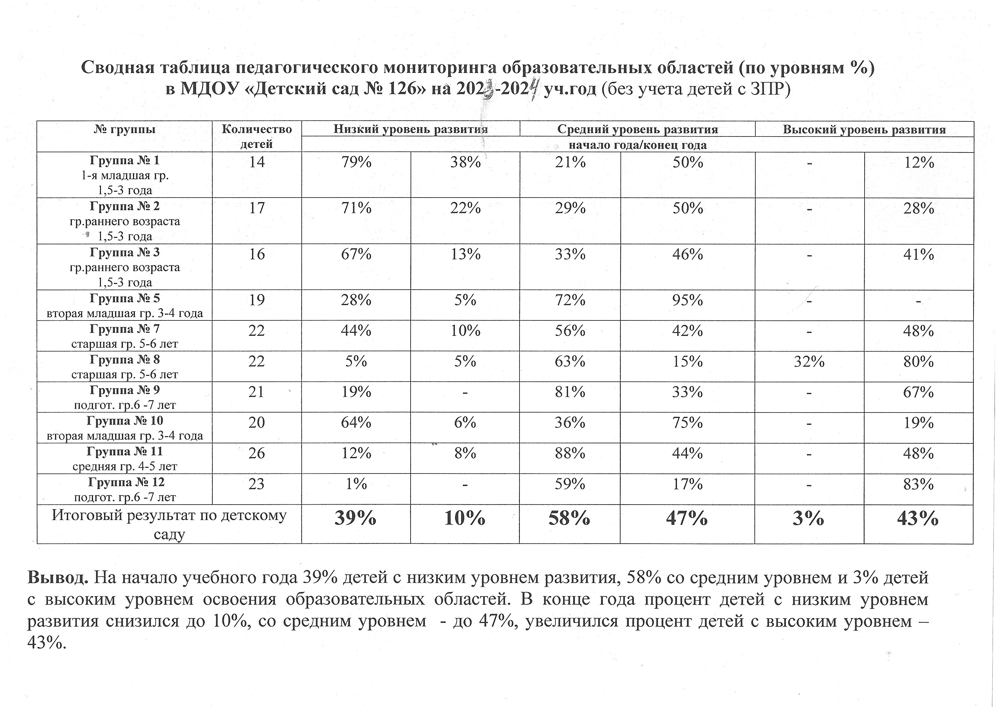 Сводная таблица педагогического мониторинга образовательных областей (по уровням %)
в МДОУ «Детский сад № 126» на 2023-2024 уч.год (без учета детей с ЗПР)
№ группы Количество детей Низкий уровень развития Средний уровень развития Высокий уровень развития
начало года/конец года
Группа № 1 14 79% 38% 21% 50% - 12%
1-я младшая гр.
1,5-3 года
Группа № 2 17 71% 22% 29% 50% - 28%
гр.раннего возраста
1,5-3 года
Группа № 3 16 67% 13% 33% 46% - 41%
гр.раннего возраста
1,5-3 года
Группа № 5 19 28% 5% 72% 95% - -
вторая младшая гр. 3-4 года
Группа № 7 22 44% 10% 56% 42% - 48%
старшая гр. 5-6 лет
Группа № 8 22 5% 5% 63% 15% 32% 80%
старшая гр. 5-6 лет
Группа № 9 21 19% - 81% 33% - 67%
подгот. гр.6 -7 лет
Группа № 10 20 64% 6% 36% 75% - 19%
вторая младшая гр. 3-4 года
Группа № 11 26 12% 8% 88% 44% - 48%
средняя гр. 4-5 лет
Группа № 12 23 1% - 59% 17% - 83%
подгот. гр.6 -7 лет
Итоговый результат по детскому 39% 10% 58% 47% 3% 43%
саду
Вывод. На начало учебного года 39% детей с низким уровнем развития, 58% со средним уровнем и 3% детей
с высоким уровнем освоения образовательных областей. В конце года процент детей с низким уровнем
развития снизился до 10%, со средним уровнем - до 47%, увеличился процент детей с высоким уровнем –
43%.